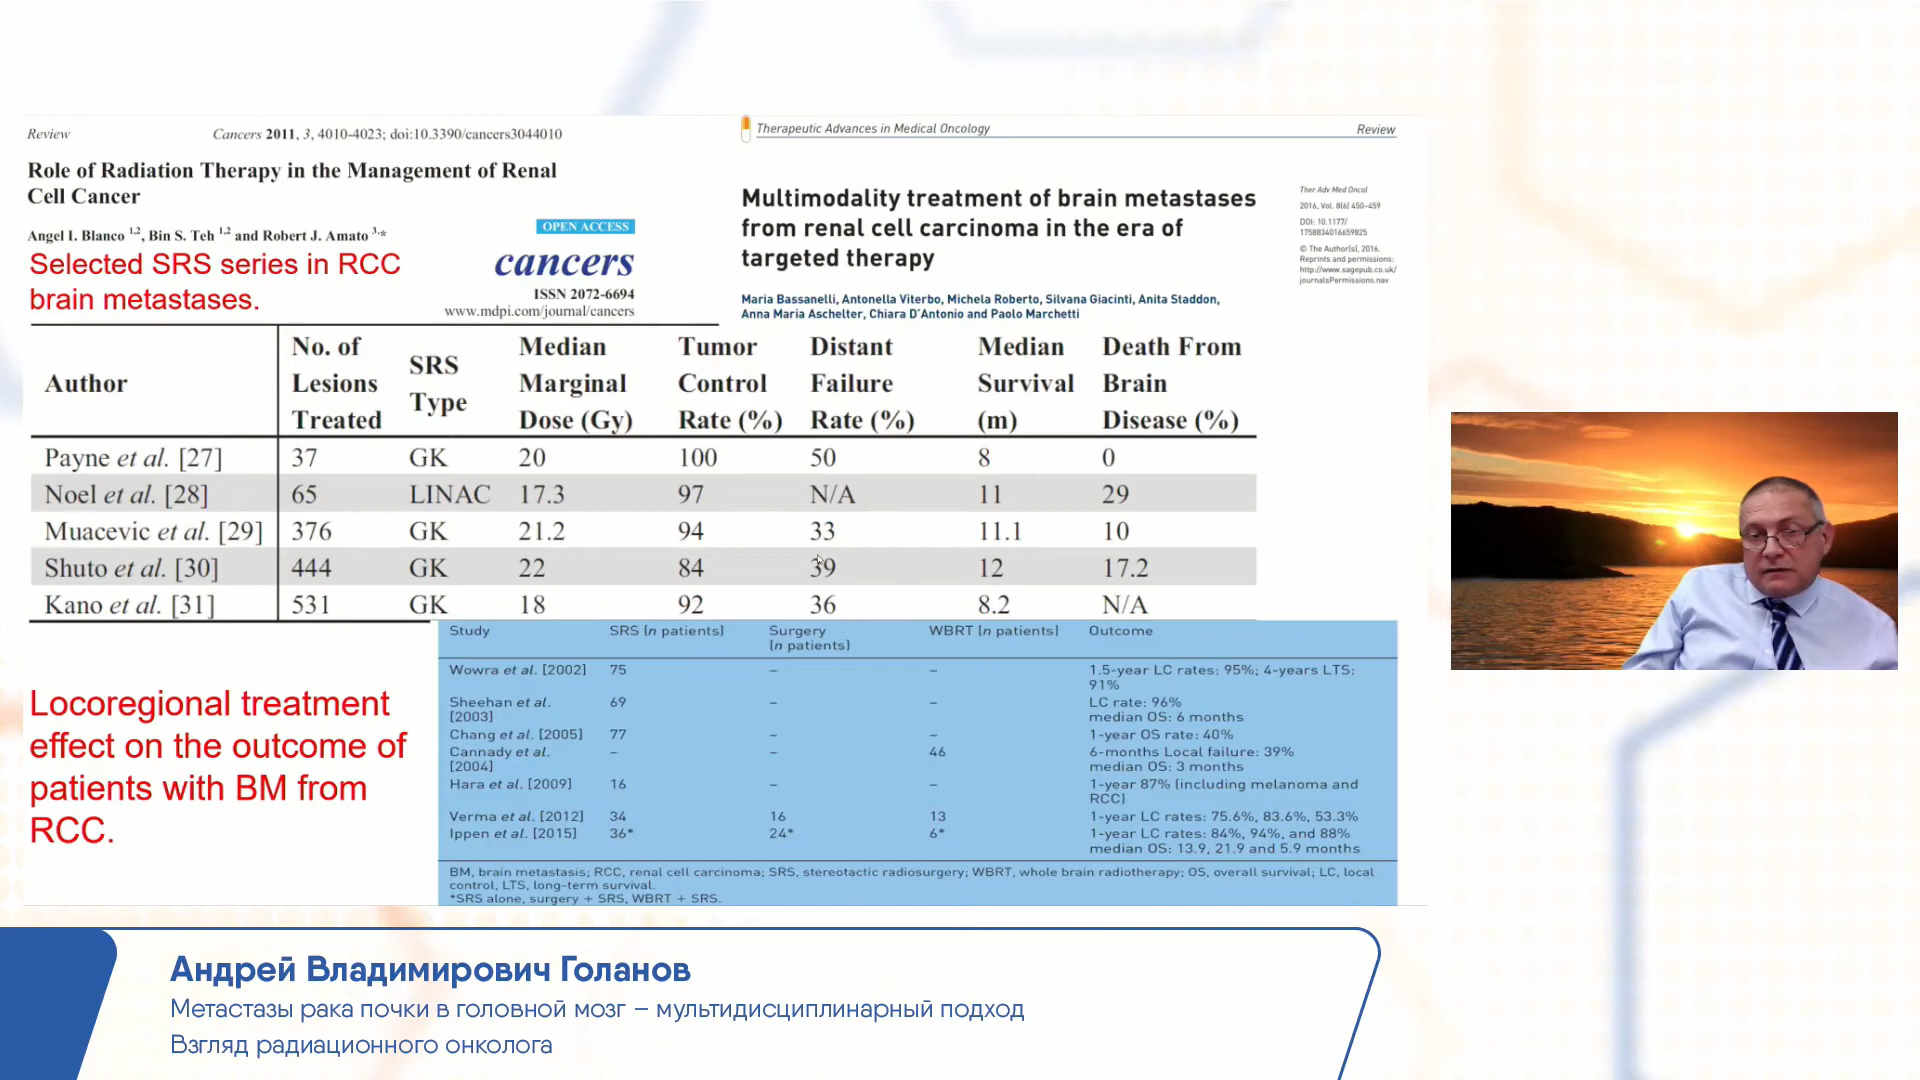 Review
Cancers 2011, 3, 4010-4023; doi:10.3390/cancers3044010
Role of Radiation Therapy in the Management of Renal
Cell Cancer
Angel I. Blanco 1,2, Bin S. Teh 1,2 and Robert J. Amato 3,*
OPEN ACCESS
cancers
ISSN 2072-6694
www.mdpi.com/journal/cancers
Selected SRS series in RCC
brain metastases.
Therapeutic Advances in Medical Oncology
Review
Multimodality treatment of brain metastases
from renal cell carcinoma in the era of
targeted therapy
Maria Bassanelli, Antonella Viterbo, Michela Roberto, Silvana Giacinti, Anita Staddon,
Anna Maria Aschelter, Chiara D'Antonio and Paolo Marchetti
Ther Adv Med Oncol
2016, Vol. 8(6) 450–459
DOI: 10.1177/
1758834016659825
© The Author(s), 2016.
Reprints and permissions:
http://www.sagepub.co.uk/
journalsPermissions.nav
Author | No. of Lesions Treated | SRS Type | Median Marginal Dose (Gy) | Tumor Control Rate (%) | Distant Failure Rate (%) | Median Survival (m) | Death From Brain Disease (%)
Payne et al. [27] 37 GK 20 100 50 8 0
Noel et al. [28] 65 LINAC 17.3 97 N/A 11 29
Muacevic et al. [29] 376 GK 21.2 94 33 11.1 10
Shuto et al. [30] 444 GK 22 84 39 12 17.2
Kano et al. [31] 531 GK 18 92 36 8.2 N/A
Locoregional treatment
effect on the outcome of
patients with BM from
RCC.
Study SRS (n patients) Surgery (n patients) WBRT (n patients) Outcome
Wowra et al. [2002] 75 – – 1.5-year LC rates: 95%; 4-years LTS:
91%
Sheehan et al. 69 – – LC rate: 96%
[2003] median OS: 6 months
Chang et al. [2005] 77 – – 1-year OS rate: 40%
Cannady et al. – – 46 6-months Local failure: 39%
[2004] median OS: 3 months
Hara et al. [2009] 16 – – 1-year 87% (including melanoma and
RCC)
Verma et al. [2012] 34 16 13 1-year LC rates: 75.6%, 83.6%, 53.3%
Ippen et al. [2015] 36* 24* 6* 1-year LC rates: 84%, 94%, and 88%
median OS: 13.9, 21.9 and 5.9 months
BM, brain metastasis; RCC, renal cell carcinoma; SRS, stereotactic radiosurgery; WBRT, whole brain radiotherapy; OS, overall survival; LC, local
control, LTS, long-term survival.
*SRS alone, surgery + SRS, WBRT + SRS.
Андрей Владимирович Голанов
Метастазы рака почки в головной мозг – мультидисциплинарный подход
Взгляд радиационного онколога